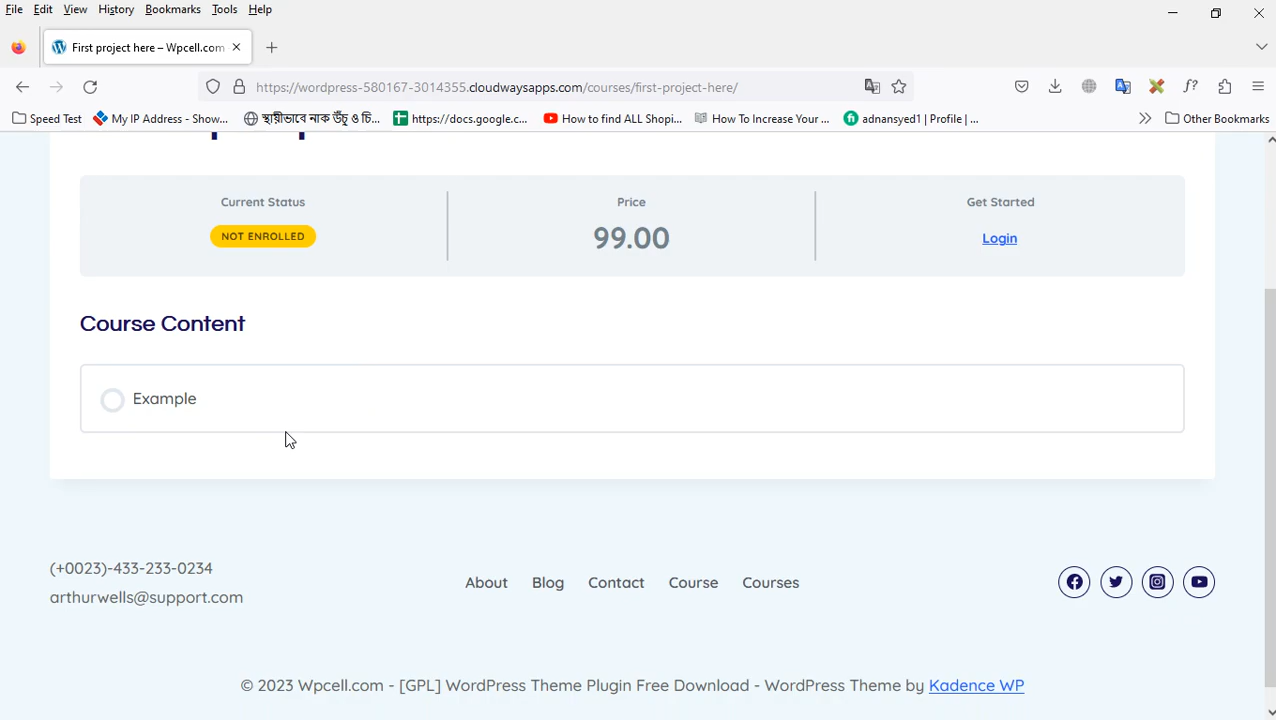 File Edit View History Bookmarks Tools Help
First project here – Wpcell.com
https://wordpress-580167-3014355.cloudwaysapps.com/courses/first-project-here/
Speed Test My IP Address - Show... স্থায়ীভাবে নাক উঁচু ও চি... https://docs.google.c... How to find ALL Shopi... How To Increase Your ... adnansyed1 | Profile | ... Other Bookmarks
Current Status Price Get Started
NOT ENROLLED 99.00 Login
Course Content
Example
(+0023)-433-233-0234
arthurwells@support.com
About Blog Contact Course Courses
© 2023 Wpcell.com - [GPL] WordPress Theme Plugin Free Download - WordPress Theme by Kadence WP